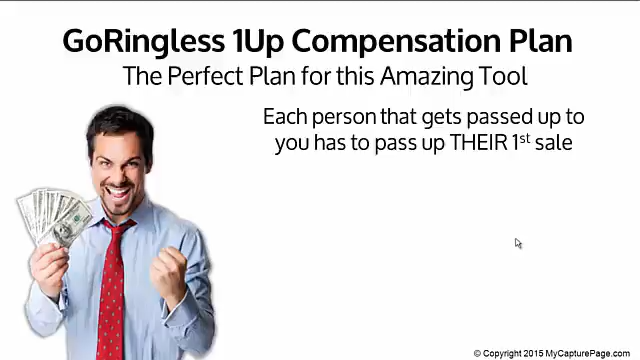 GoRingless 1Up Compensation Plan
The Perfect Plan for this Amazing Tool
Each person that gets passed up to
you has to pass up THEIR 1st sale
© Copyright 2015 MyCapturePage.com